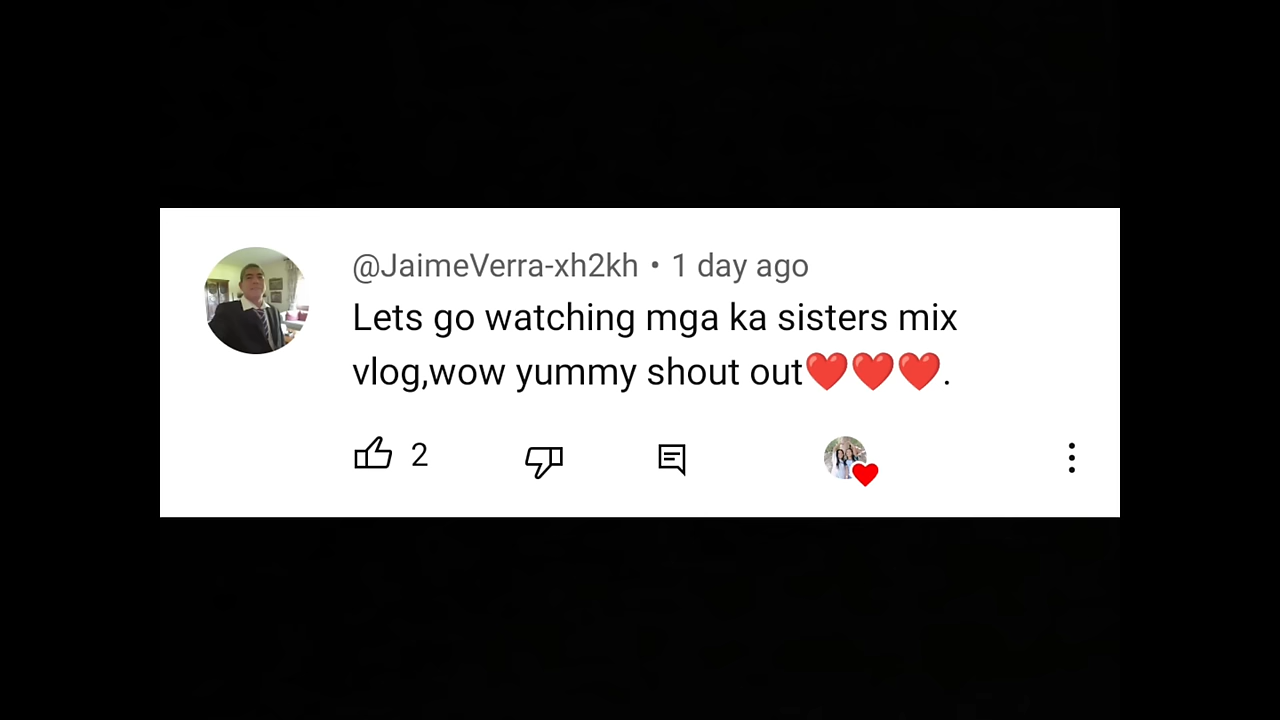 @JaimeVerra-xh2kh • 1 day ago
Lets go watching mga ka sisters mix
vlog,wow yummy shout out❤️❤️❤️.
2